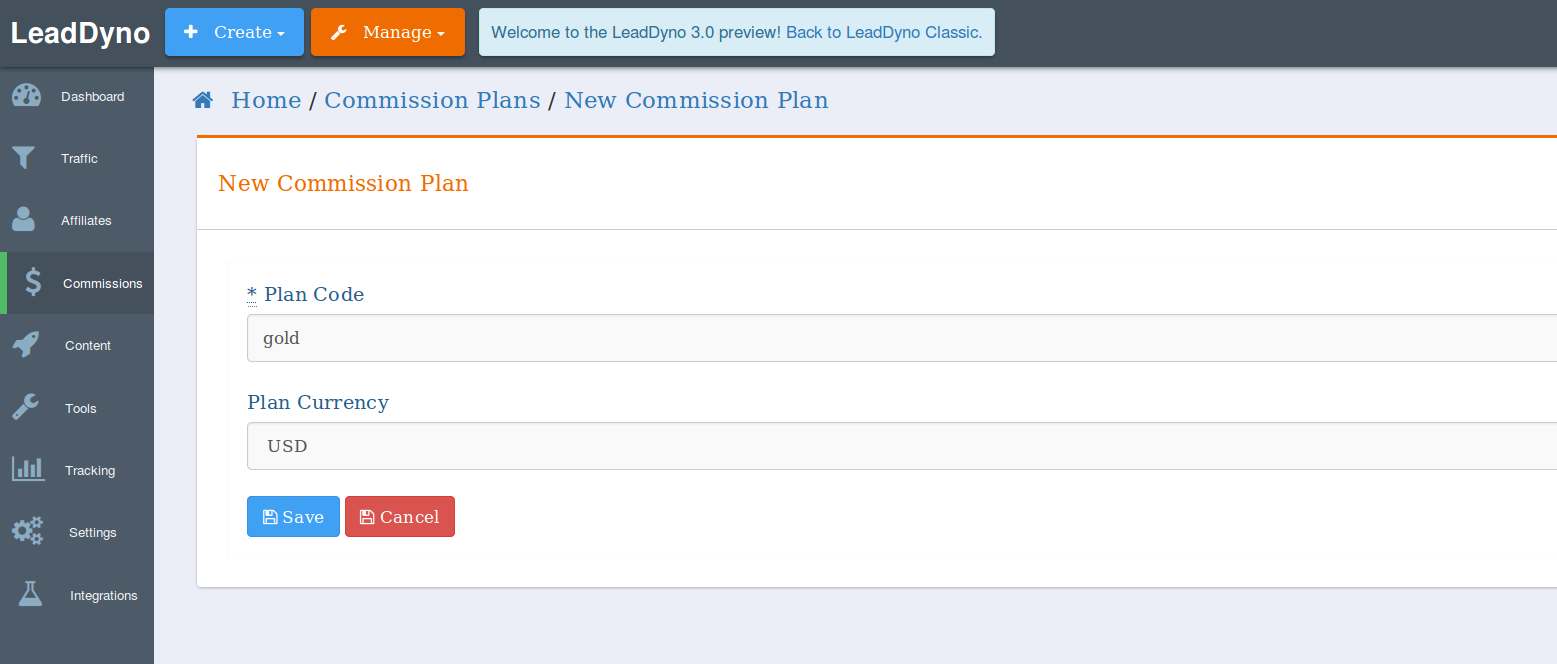 LeadDyno
Create
Manage
Welcome to the LeadDyno 3.0 preview! Back to LeadDyno Classic.
Dashboard
Traffic
Affiliates
Commissions
Content
Tools
Tracking
Settings
Integrations
Home / Commission Plans / New Commission Plan
New Commission Plan
* Plan Code
gold
Plan Currency
USD
Save
Cancel